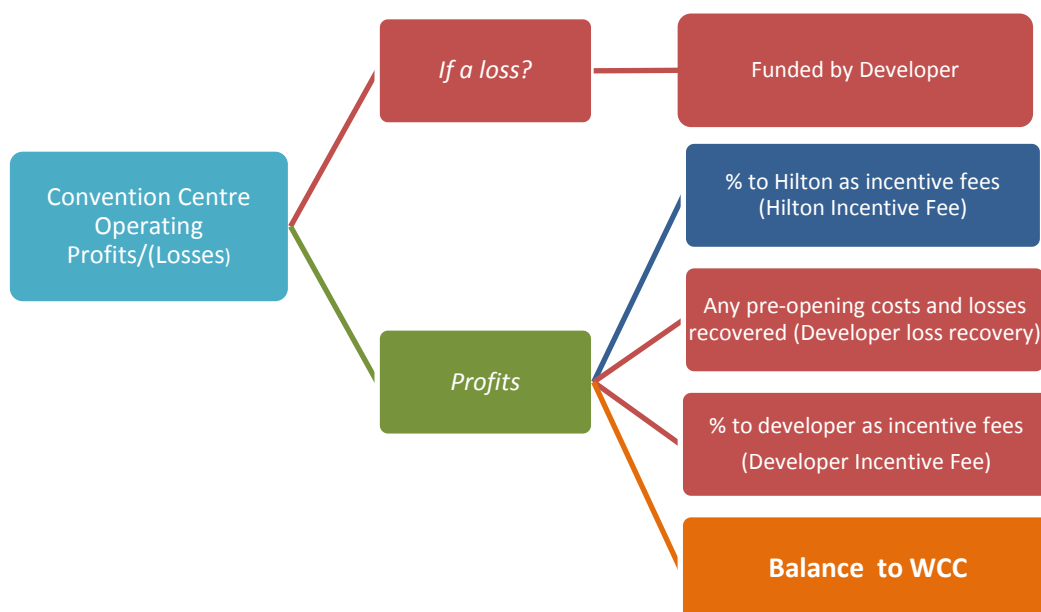 If a loss?
Funded by Developer
Convention Centre
Operating
Profits/(Losses)
% to Hilton as incentive fees
(Hilton Incentive Fee)
Any pre-opening costs and losses
recovered (Developer loss recovery)
Profits
% to developer as incentive fees
(Developer Incentive Fee)
Balance to WCC